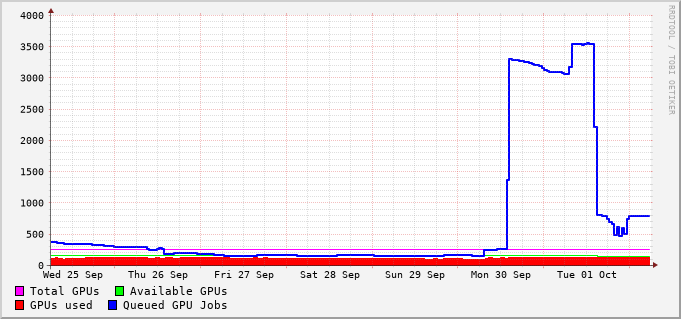 4000
3500
3000
2500
2000
1500
1000
500
0
Wed 25 Sep Thu 26 Sep Fri 27 Sep Sat 28 Sep Sun 29 Sep Mon 30 Sep Tue 01 Oct
Total GPUs Available GPUs
GPUs used Queued GPU Jobs
RRDTOOL / TOBI OETIKER